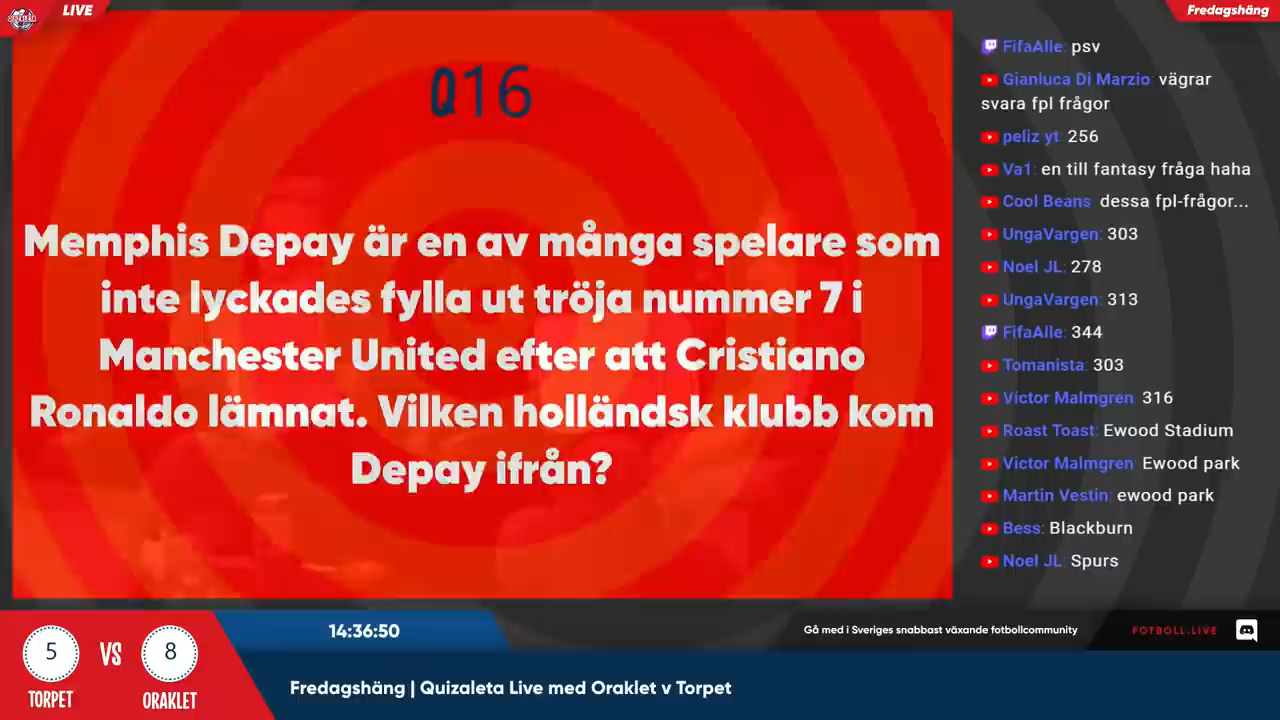 QUIZALETA
LIVE
Fredagshäng
Q16
Memphis Depay är en av många spelare som
inte lyckades fylla ut tröja nummer 7 i
Manchester United efter att Cristiano
Ronaldo lämnat. Vilken holländsk klubb kom
Depay ifrån?
FifaAlle: psv
Gianluca Di Marzio: vägrar
svara fpl frågor
peliz yt: 256
Va1: en till fantasy fråga haha
Cool Beans: dessa fpl-frågor...
UngaVargen: 303
Noel JL: 278
UngaVargen: 313
FifaAlle: 344
Tomanista: 303
Victor Malmgren: 316
Roast Toast: Ewood Stadium
Victor Malmgren: Ewood park
Martin Vestin: ewood park
Bess: Blackburn
Noel JL: Spurs
14:36:50
Gå med i Sveriges snabbast växande fotbollcommunity
FOTBOLL.LIVE
5 VS 8
TORPET ORAKLET
Fredagshäng | Quizaleta Live med Oraklet v Torpet